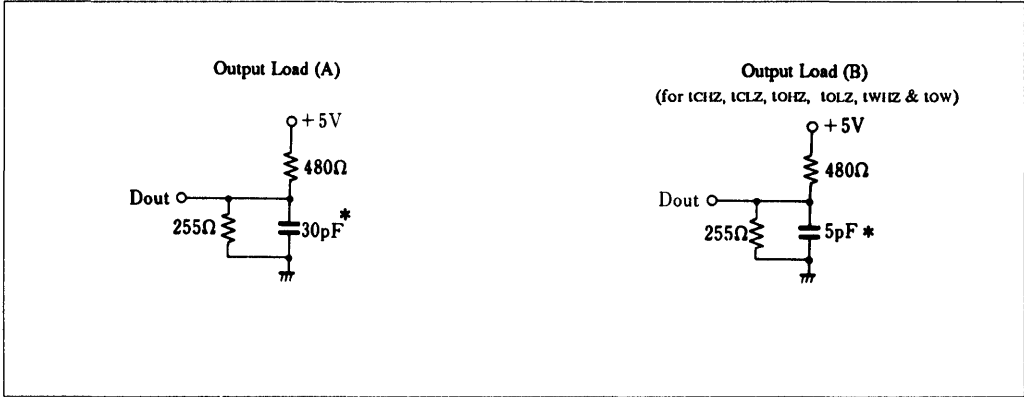 Output Load (A)
+5V
480Ω
Dout
255Ω
30pF*
Output Load (B)
(for tCHZ, tCLZ, tOHZ, tOLZ, tWHZ & tOW)
+5V
480Ω
Dout
255Ω
5pF *